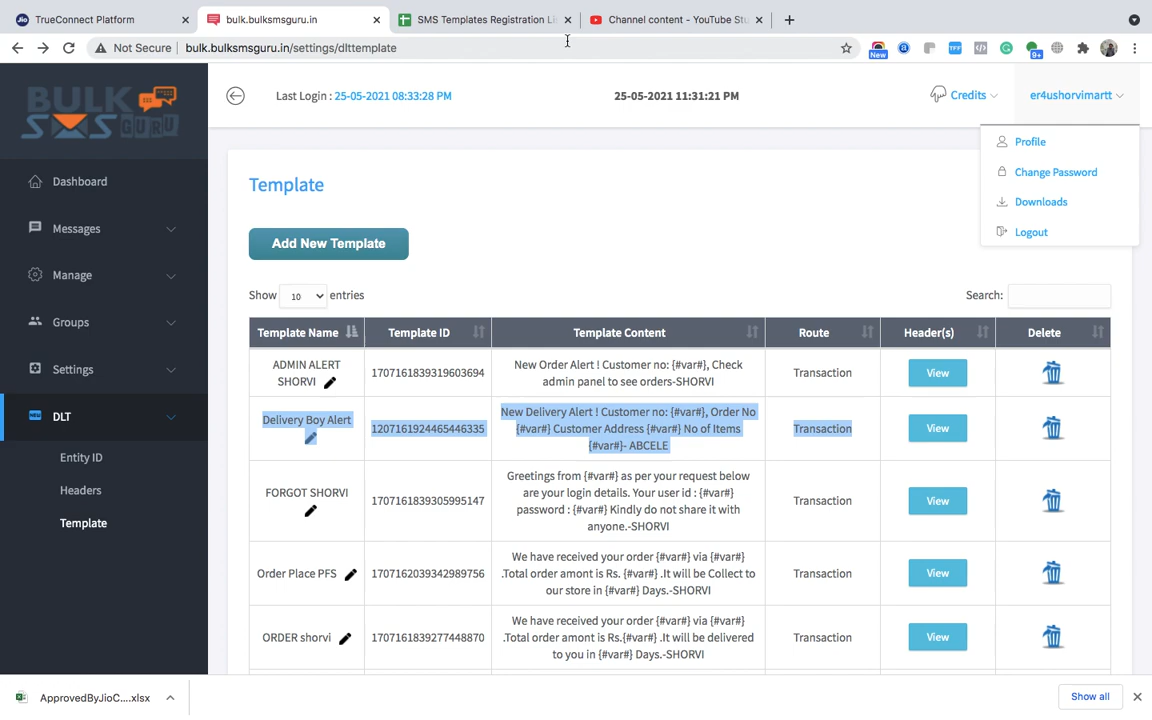 Jio
TrueConnect Platform
bulk.bulksmsguru.in
SMS Templates Registration Li
Channel content - YouTube Stu
Not Secure
bulk.bulksmsguru.in/settings/dlttemplate
New
TFF
9+
BULK
SMS GURU
Last Login : 25-05-2021 08:33:28 PM
25-05-2021 11:31:21 PM
Credits
er4ushorvimartt
Profile
Change Password
Downloads
Logout
Dashboard
Messages
Manage
Groups
Settings
DLT
Entity ID
Headers
Template
Template
Add New Template
Show 10 entries
Search:
Template Name
Template ID
Template Content
Route
Header(s)
Delete
ADMIN ALERT
SHORVI
1707161839319603694
New Order Alert ! Customer no: {#var#}, Check
admin panel to see orders-SHORVI
Transaction
View
Delivery Boy Alert
1207161924465446335
New Delivery Alert ! Customer no: {#var#}, Order No
{#var#} Customer Address {#var#} No of Items
{#var#}- ABCELE
Transaction
View
FORGOT SHORVI
1707161839305995147
Greetings from {#var#} as per your request below
are your login details. Your user id : {#var#}
password : {#var#} Kindly do not share it with
anyone.-SHORVI
Transaction
View
Order Place PFS
1707162039342989756
We have received your order {#var#} via {#var#}
.Total order amont is Rs. {#var#} .It will be Collect to
our store in {#var#} Days.-SHORVI
Transaction
View
ORDER shorvi
1707161839277448870
We have received your order {#var#} via {#var#}
.Total order amont is Rs.{#var#} .It will be delivered
to you in {#var#} Days.-SHORVI
Transaction
View
ApprovedByJioC....xlsx
Show all